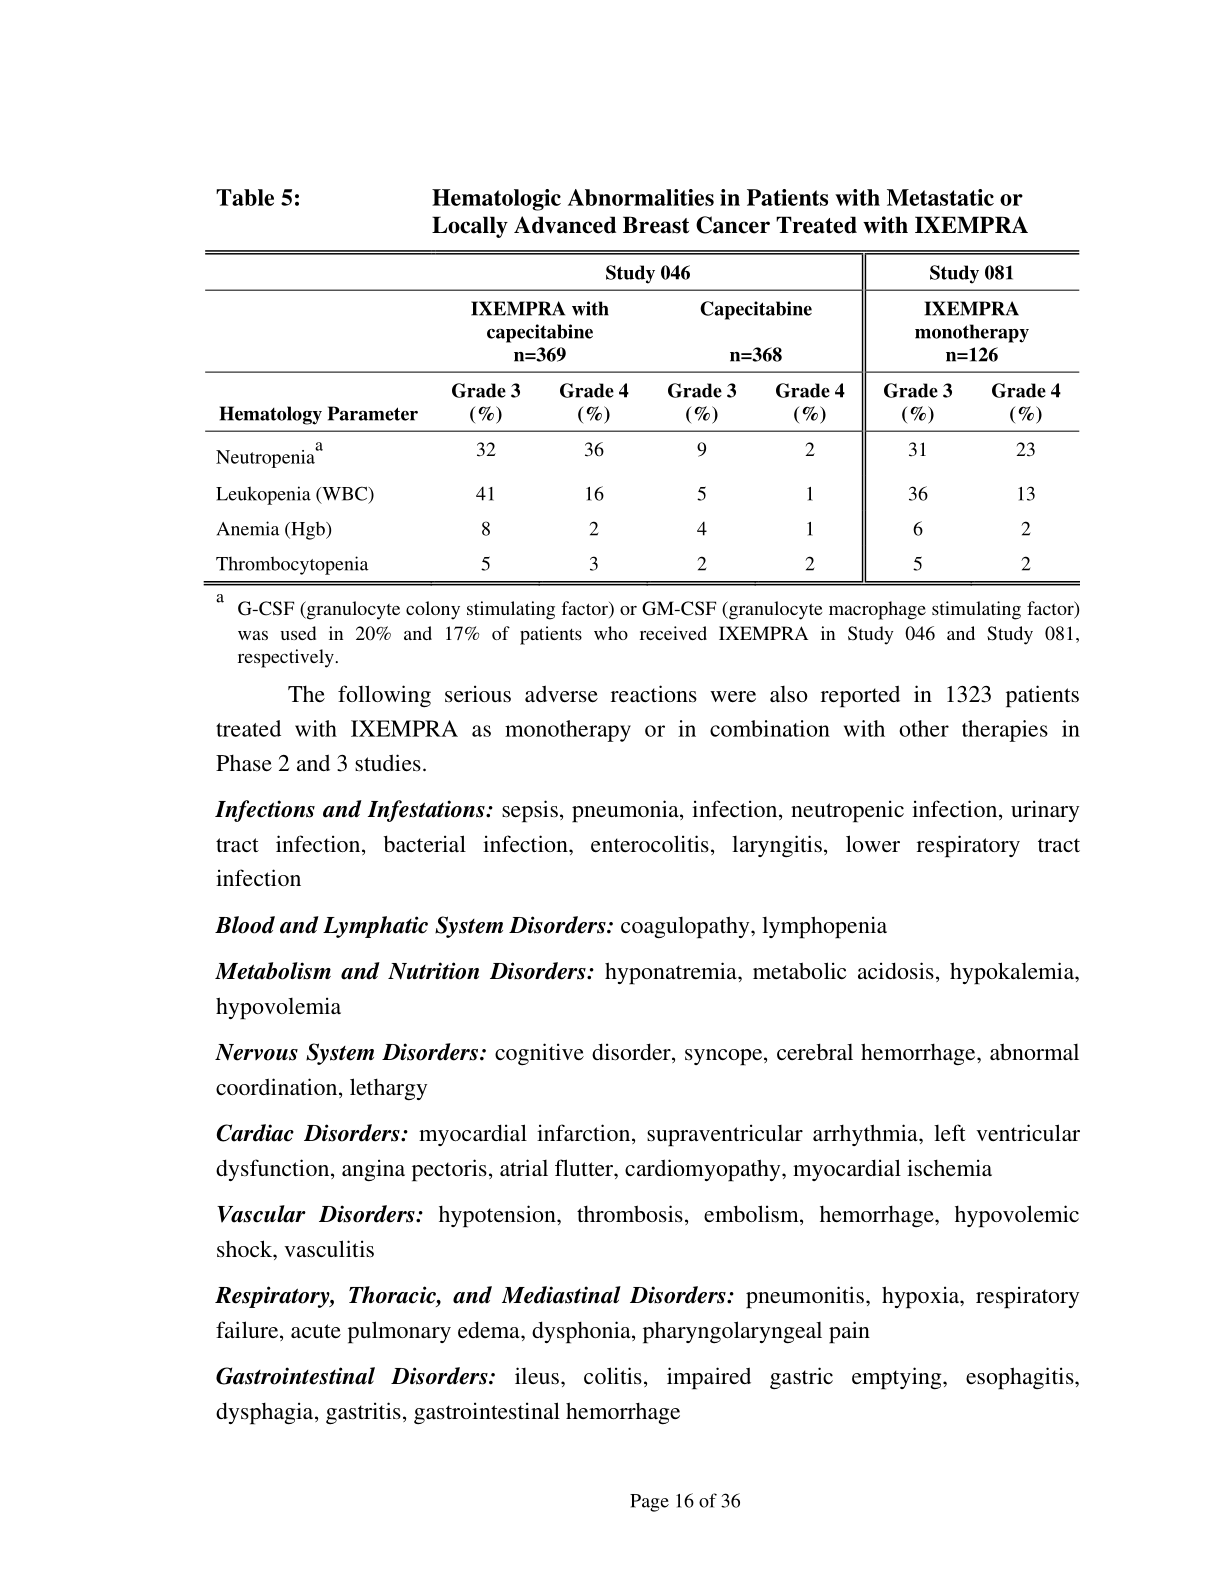 Table 5: Hematologic Abnormalities in Patients with Metastatic or
Locally Advanced Breast Cancer Treated with IXEMPRA
Study 046 Study 081
IXEMPRA with capecitabine n=369 Capecitabine n=368 IXEMPRA monotherapy n=126
Hematology Parameter Grade 3 (%) Grade 4 (%) Grade 3 (%) Grade 4 (%) Grade 3 (%) Grade 4 (%)
Neutropenia^a 32 36 9 2 31 23
Leukopenia (WBC) 41 16 5 1 36 13
Anemia (Hgb) 8 2 4 1 6 2
Thrombocytopenia 5 3 2 2 5 2
a G-CSF (granulocyte colony stimulating factor) or GM-CSF (granulocyte macrophage stimulating factor)
was used in 20% and 17% of patients who received IXEMPRA in Study 046 and Study 081,
respectively.
The following serious adverse reactions were also reported in 1323 patients
treated with IXEMPRA as monotherapy or in combination with other therapies in
Phase 2 and 3 studies.
Infections and Infestations: sepsis, pneumonia, infection, neutropenic infection, urinary
tract infection, bacterial infection, enterocolitis, laryngitis, lower respiratory tract
infection
Blood and Lymphatic System Disorders: coagulopathy, lymphopenia
Metabolism and Nutrition Disorders: hyponatremia, metabolic acidosis, hypokalemia,
hypovolemia
Nervous System Disorders: cognitive disorder, syncope, cerebral hemorrhage, abnormal
coordination, lethargy
Cardiac Disorders: myocardial infarction, supraventricular arrhythmia, left ventricular
dysfunction, angina pectoris, atrial flutter, cardiomyopathy, myocardial ischemia
Vascular Disorders: hypotension, thrombosis, embolism, hemorrhage, hypovolemic
shock, vasculitis
Respiratory, Thoracic, and Mediastinal Disorders: pneumonitis, hypoxia, respiratory
failure, acute pulmonary edema, dysphonia, pharyngolaryngeal pain
Gastrointestinal Disorders: ileus, colitis, impaired gastric emptying, esophagitis,
dysphagia, gastritis, gastrointestinal hemorrhage
Page 16 of 36